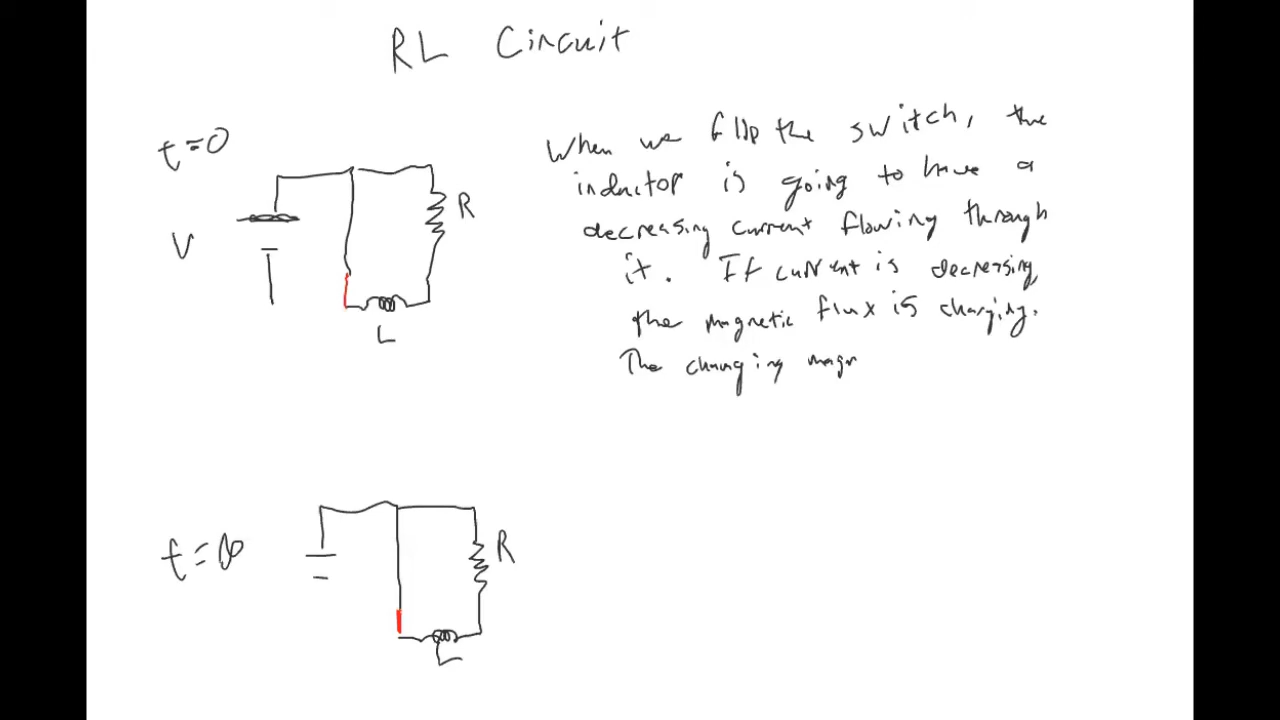 RL Circuit
t=0
V
R
L
When we flip the switch, the
inductor is going to have a
decreasing current flowing through
it. If current is decreasing
the magnetic flux is changing.
The changing magn
t=∞
R
L